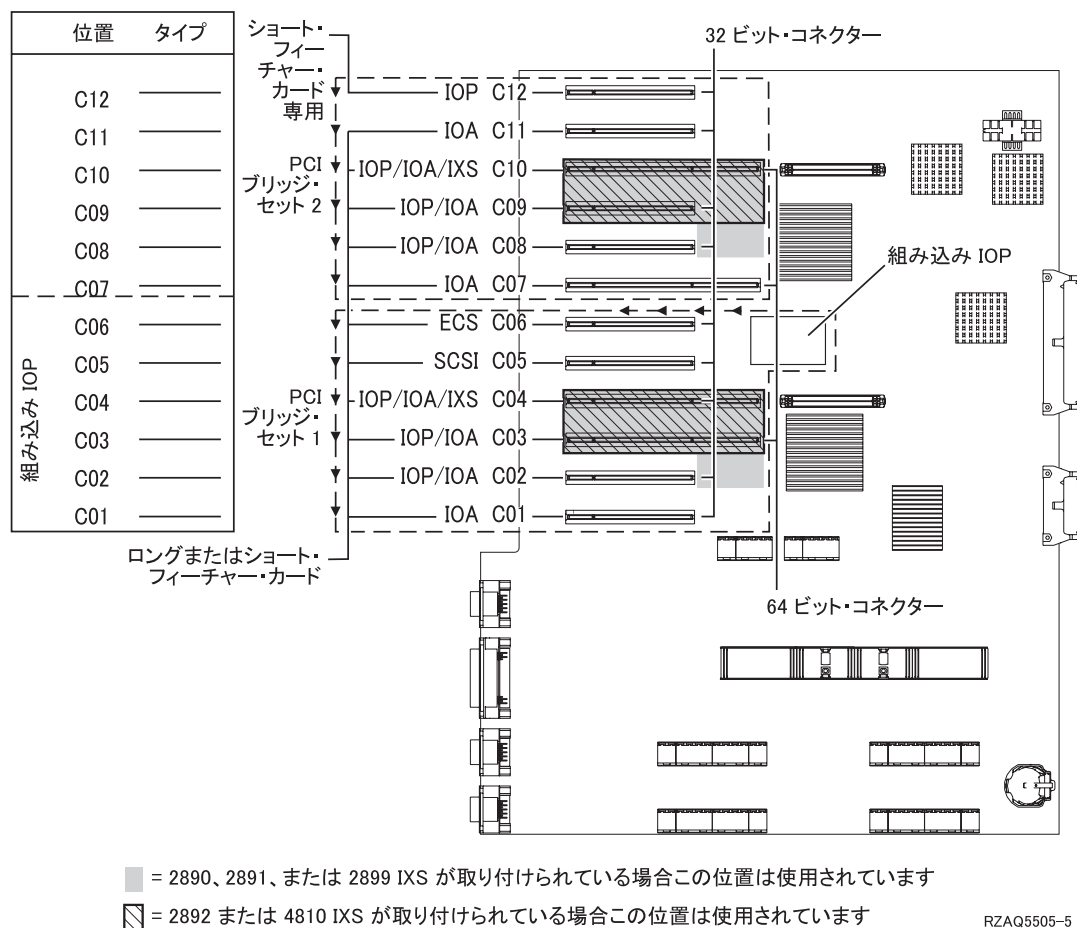 位置 タイプ
C12
C11
C10
C09
C08
C07
C06
C05
C04
C03
C02
C01
組み込み IOP
ショート・
フィー
チャー・
カード
専用
PCI
ブリッジ・
セット 2
PCI
ブリッジ・
セット 1
ロングまたはショート・
フィーチャー・カード
IOP C12
IOA C11
IOP/IOA/IXS C10
IOP/IOA C09
IOP/IOA C08
IOA C07
ECS C06
SCSI C05
IOP/IOA/IXS C04
IOP/IOA C03
IOP/IOA C02
IOA C01
32 ビット・コネクター
組み込み IOP
64 ビット・コネクター
= 2890、2891、または 2899 IXS が取り付けられている場合この位置は使用されています
= 2892 または 4810 IXS が取り付けられている場合この位置は使用されています
RZAQ5505-5